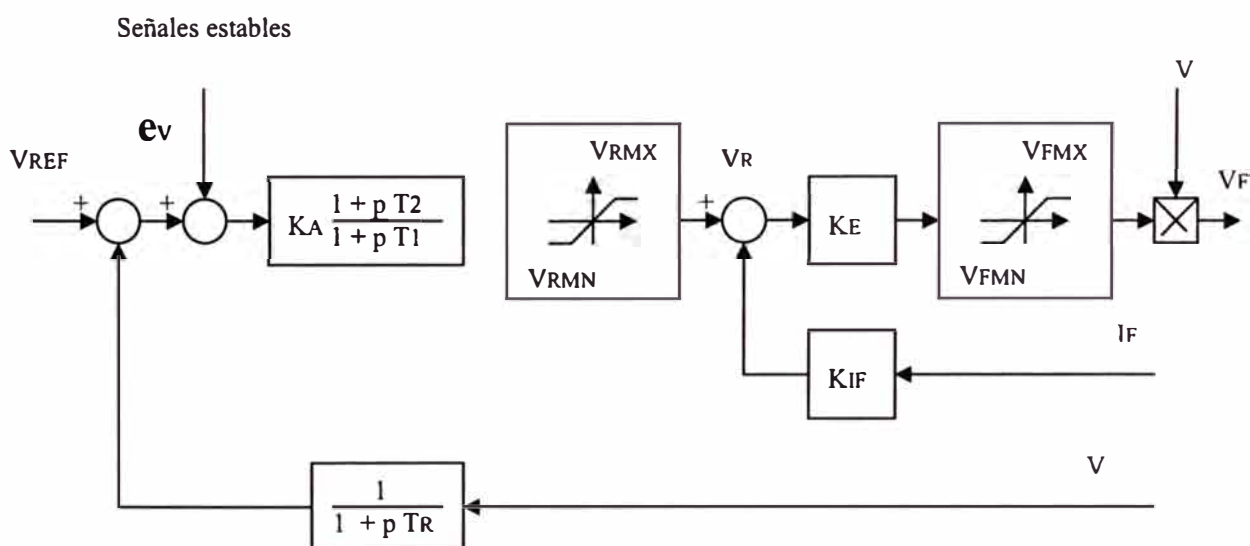 Señales estables
V
ev
VREF
+
+
KA 1 + p T2
1 + p T1
VRMX
VRMN
VR
+
KE
VFMX
VFMN
VF
IF
KIF
V
1
1 + p TR